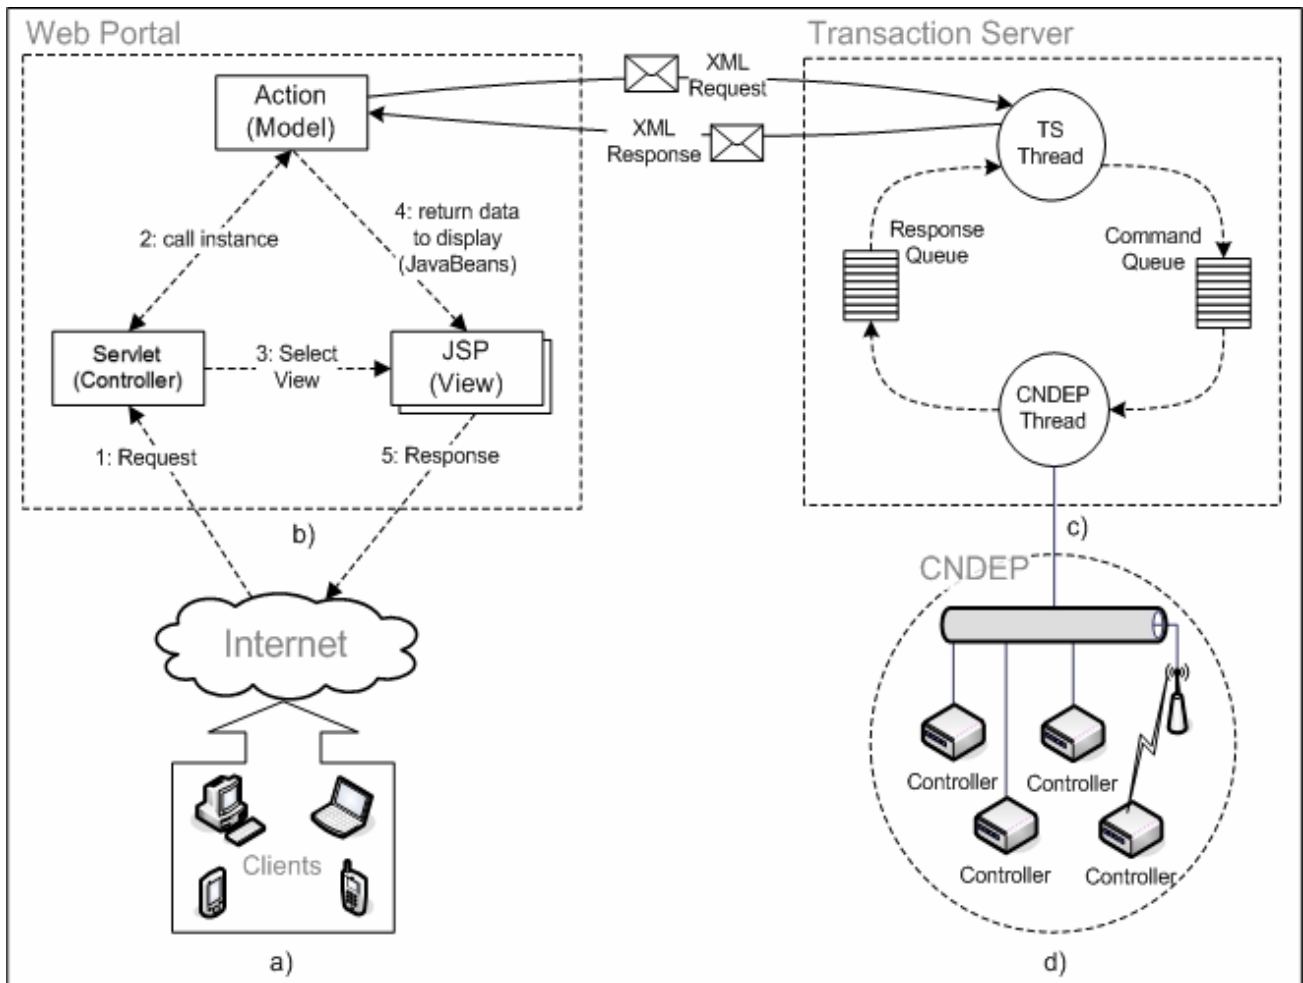 Web Portal
Transaction Server
Action
(Model)
XML
Request
XML
Response
TS
Thread
2: call instance
4: return data
to display
(JavaBeans)
Response
Queue
Command
Queue
Servlet
(Controller)
3: Select
View
JSP
(View)
CNDEP
Thread
1: Request
5: Response
b)
c)
CNDEP
Internet
Controller
Controller
Controller
Controller
Clients
a)
d)